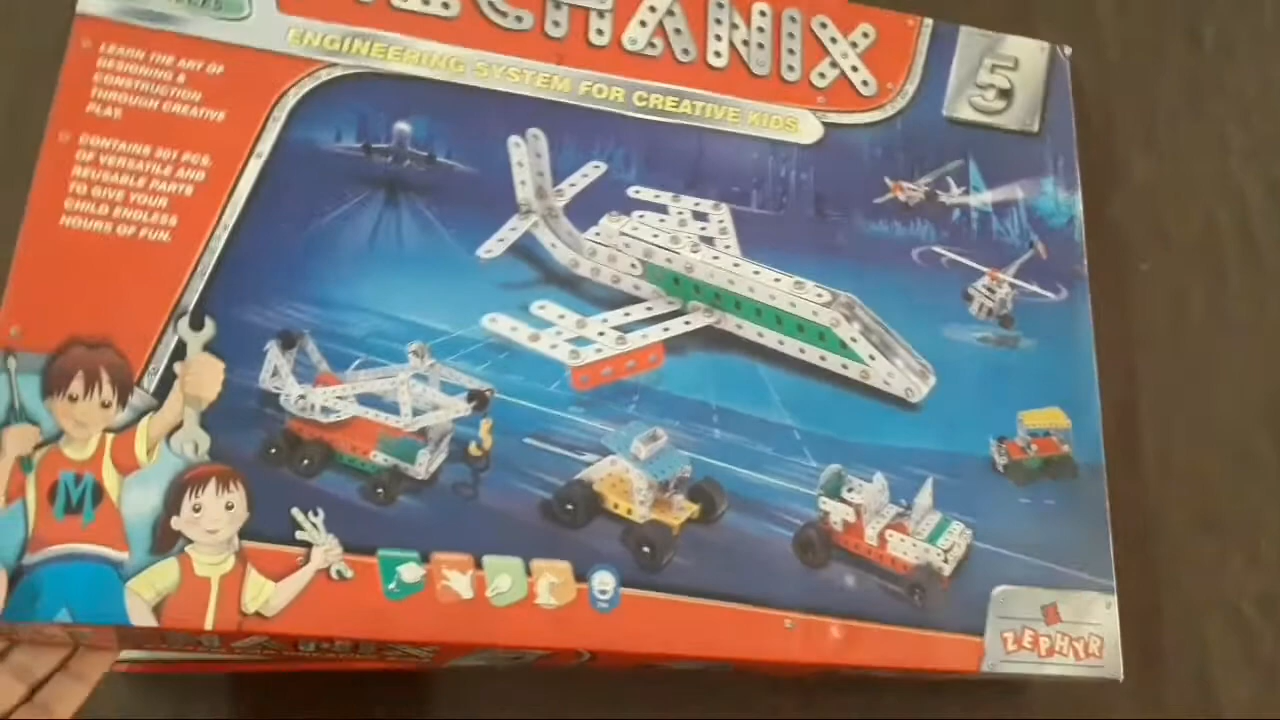 MECHANIX
ENGINEERING SYSTEM FOR CREATIVE KIDS
5
LEARN THE ART OF
DESIGNING &
CONSTRUCTION
THROUGH CREATIVE
PLAY.
CONTAINS 301 PCS.
OF VERSATILE AND
REUSABLE PARTS
TO GIVE YOUR
CHILD ENDLESS
HOURS OF FUN.
M
ZEPHYR